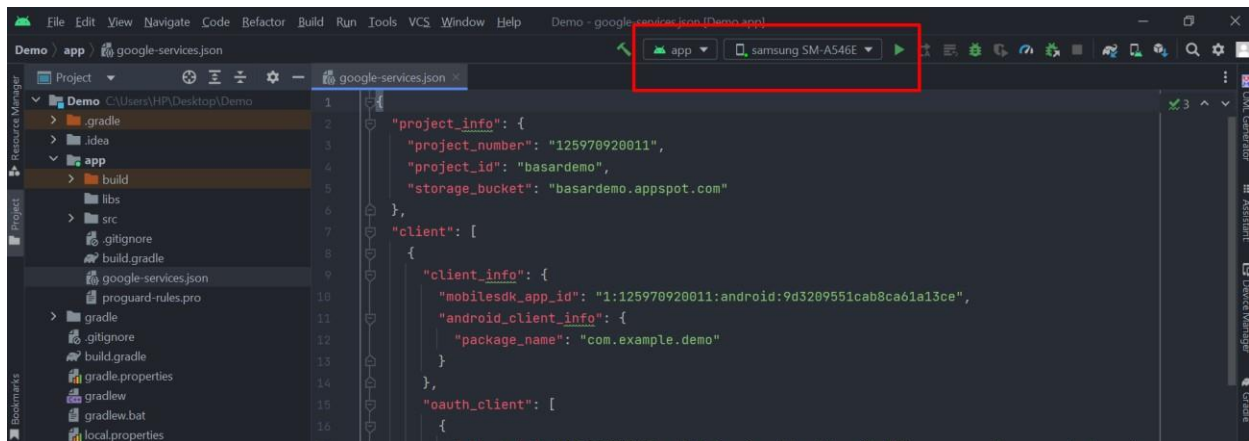 File Edit View Navigate Code Refactor Build Run Tools VCS Window Help Demo - google-services.json [Demo.app]
Demo app google-services.json app samsung SM-A546E
Project google-services.json
Demo C:\Users\HP\Desktop\Demo
.gradle
.idea
app
build
libs
src
.gitignore
build.gradle
google-services.json
proguard-rules.pro
gradle
.gitignore
build.gradle
gradle.properties
gradlew
gradlew.bat
local.properties
1 {
2 "project_info": {
3 "project_number": "125970920011",
4 "project_id": "basardemo",
5 "storage_bucket": "basardemo.appspot.com"
6 },
7 "client": [
8 {
9 "client_info": {
10 "mobilesdk_app_id": "1:125970920011:android:9d3209551cab8ca61a13ce",
11 "android_client_info": {
12 "package_name": "com.example.demo"
13 }
14 },
15 "oauth_client": [
16 {
3
Resource Manager
Project
Bookmarks
UML Generator
Assistant
Device Manager
Gradle